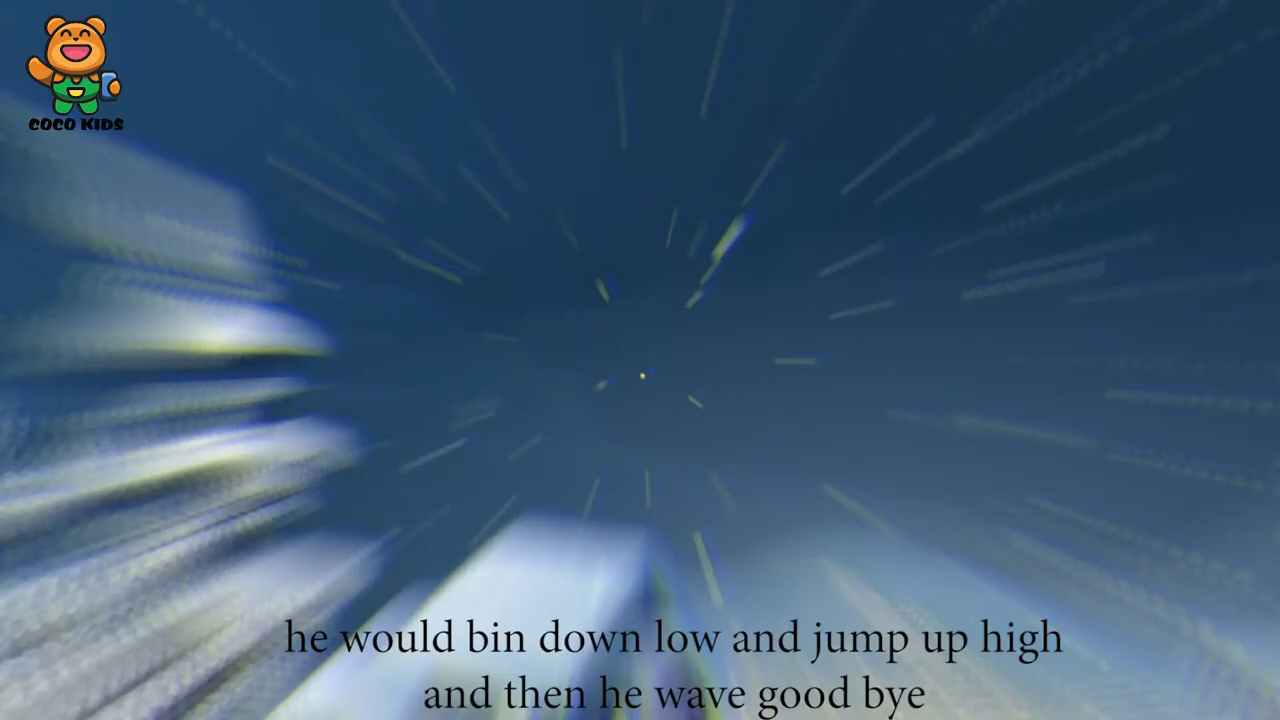 COCO KIDS
he would bin down low and jump up high
and then he wave good bye